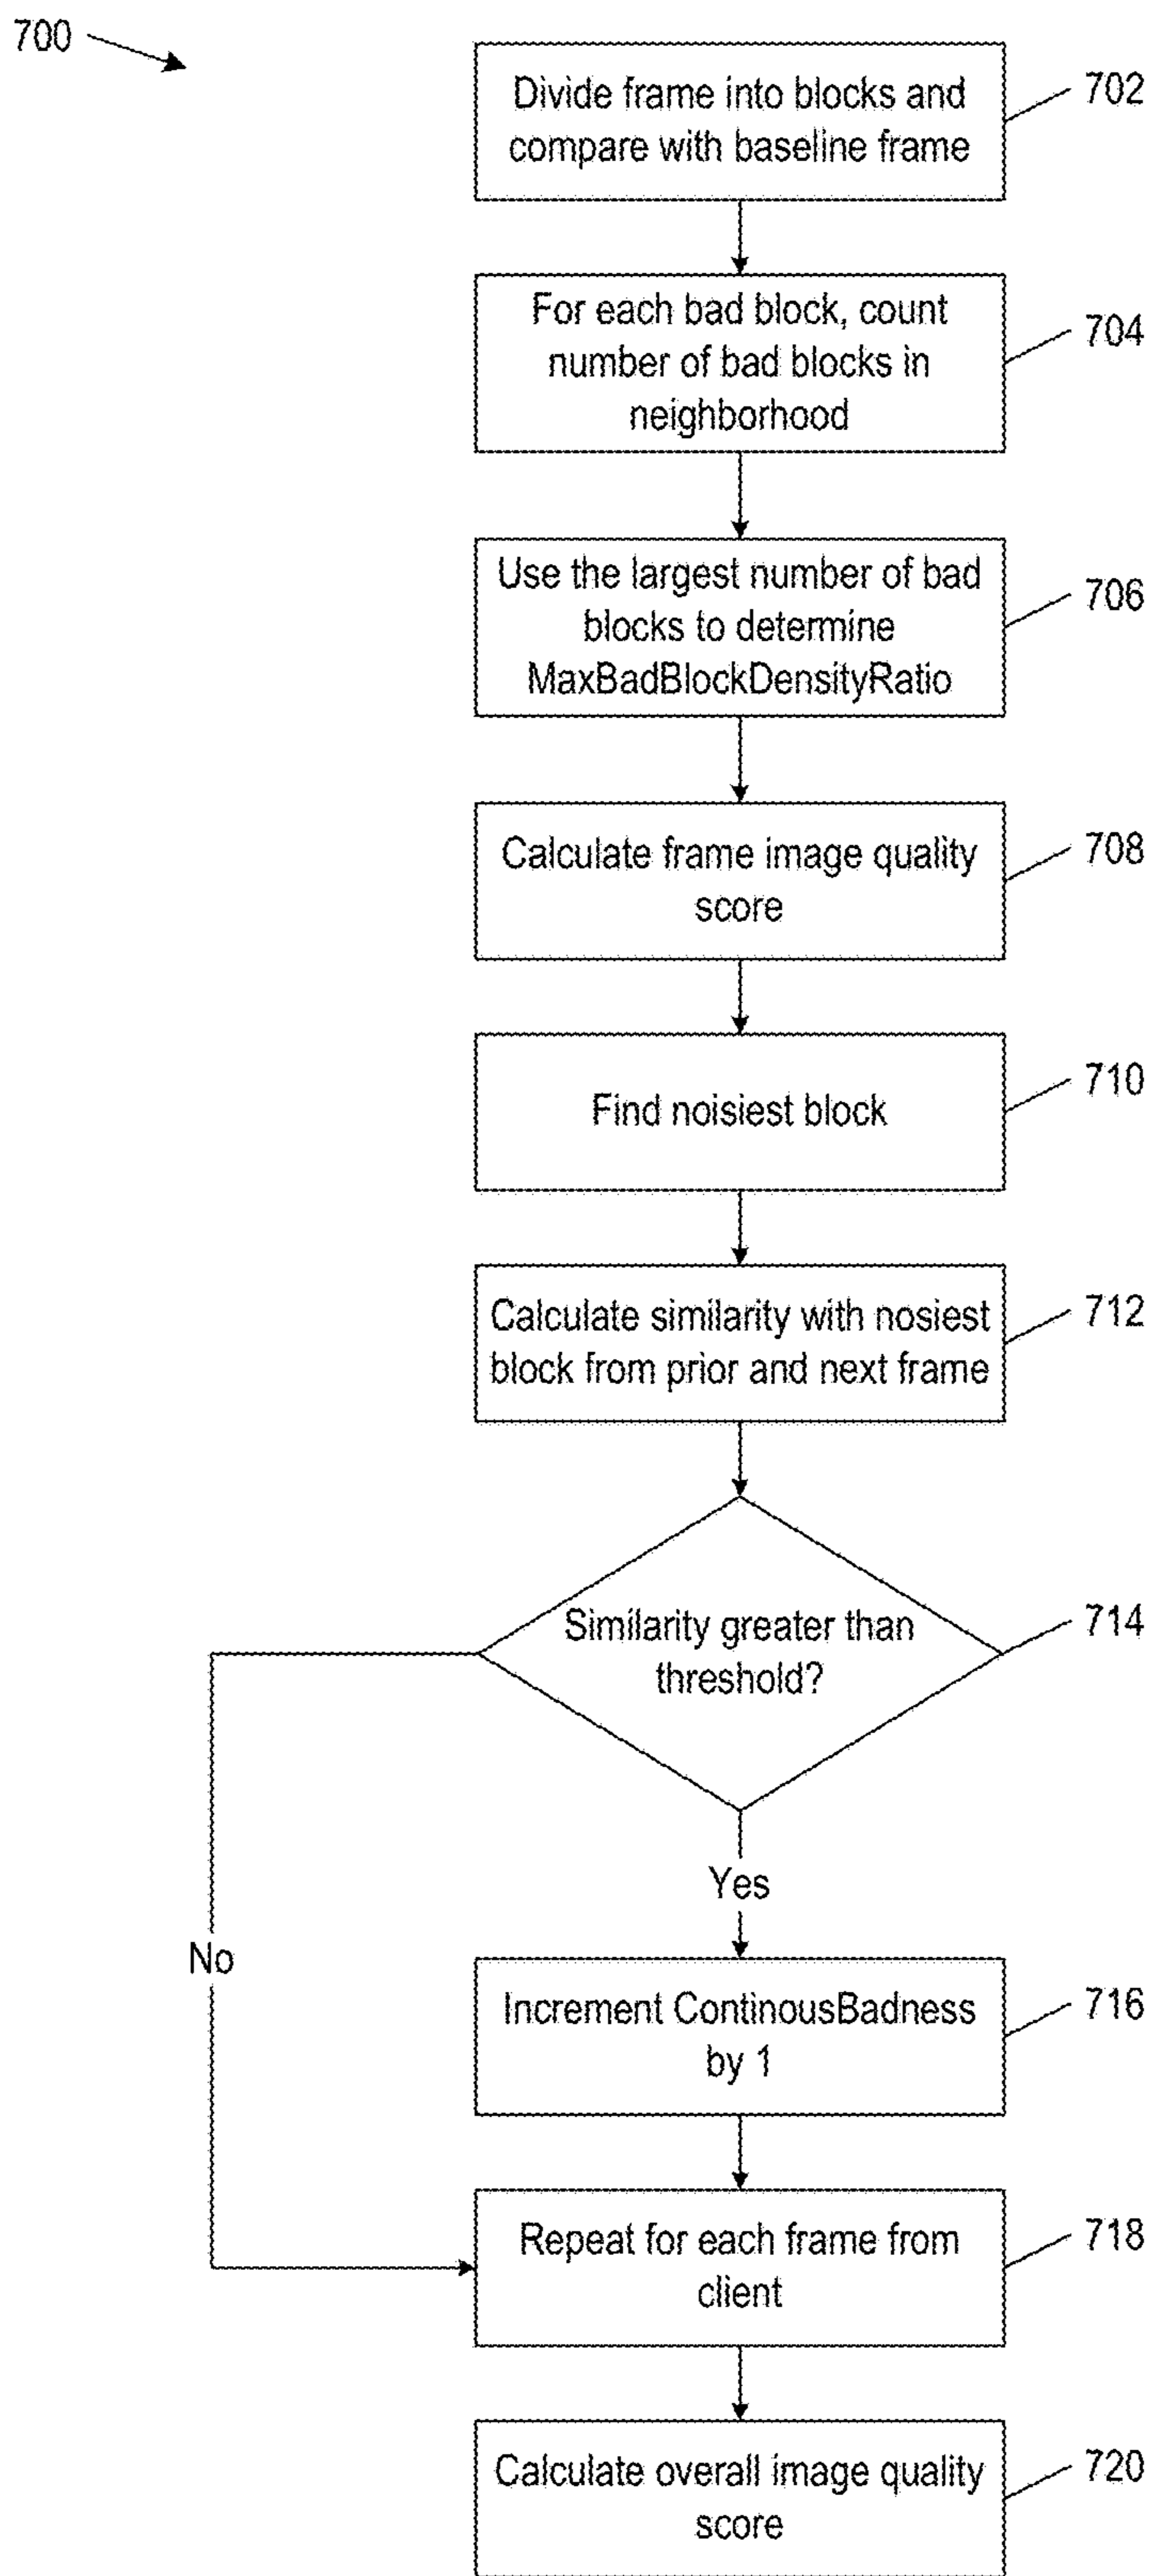 700
Divide frame into blocks and
compare with baseline frame
702
For each bad block, count
number of bad blocks in
neighborhood
704
Use the largest number of bad
blocks to determine
MaxBadBlockDensityRatio
706
Calculate frame image quality
score
708
Find noisiest block
710
Calculate similarity with nosiest
block from prior and next frame
712
Similarity greater than
threshold?
714
Yes
No
Increment ContinousBadness
by 1
716
Repeat for each frame from
client
718
Calculate overall image quality
score
720